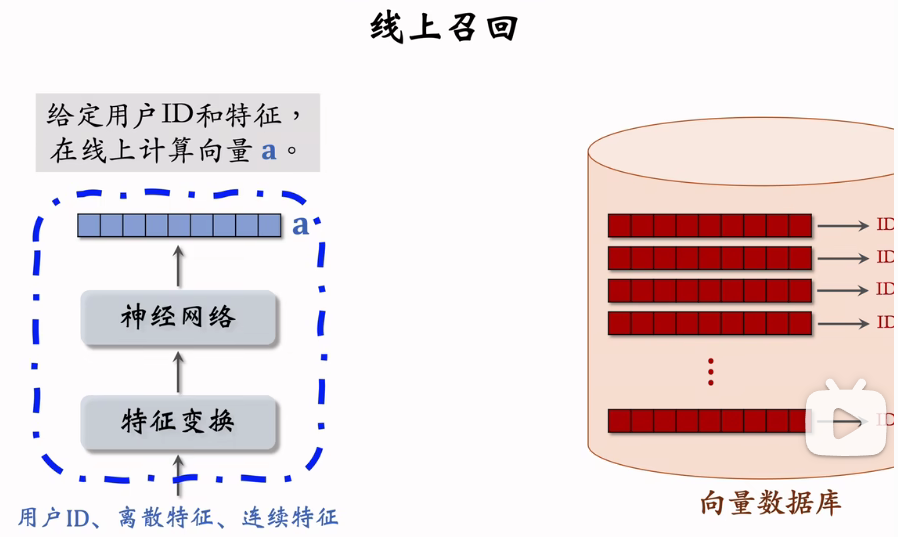 线上召回
给定用户ID和特征，
在线上计算向量 a。
a
神经网络
特征变换
用户ID、离散特征、连续特征
ID
ID
ID
ID
ID
向量数据库